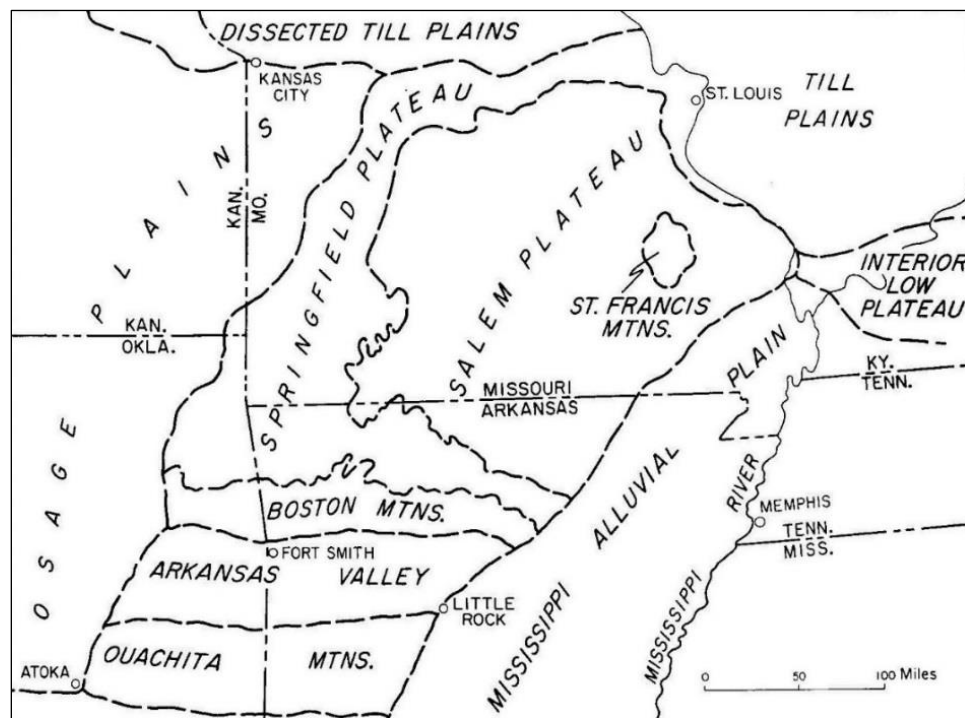 DISSECTED TILL PLAINS
KANSAS
CITY
ST. LOUIS
TILL
PLAINS
OSAGE PLAINS
KAN.
MO.
SPRINGFIELD PLATEAU
SALEM PLATEAU
ST. FRANCIS
MTNS.
INTERIOR
LOW
PLATEAU
KAN.
OKLA.
MISSOURI
ARKANSAS
KY.
TENN.
BOSTON MTNS.
MEMPHIS
TENN.
MISS.
FORT SMITH
ARKANSAS VALLEY
LITTLE
ROCK
OUACHITA MTNS.
ATOKA
MISSISSIPPI ALLUVIAL PLAIN
MISSISSIPPI RIVER
0 50 100 Miles